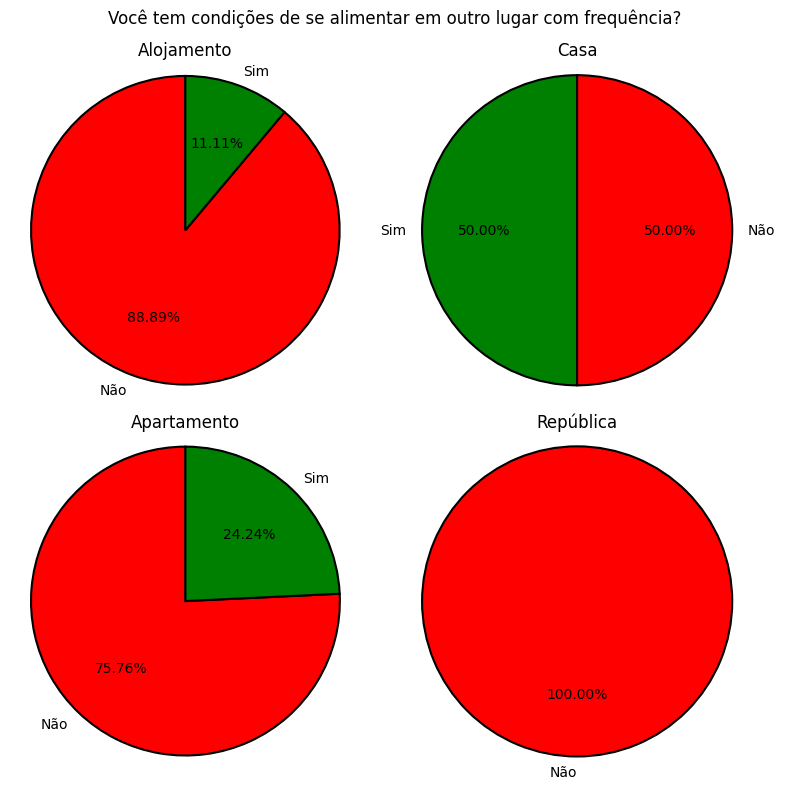 Você tem condições de se alimentar em outro lugar com frequência?
Alojamento
Sim
11.11%
88.89%
Não
Casa
Sim
50.00%
50.00%
Não
Apartamento
Sim
24.24%
75.76%
Não
República
100.00%
Não